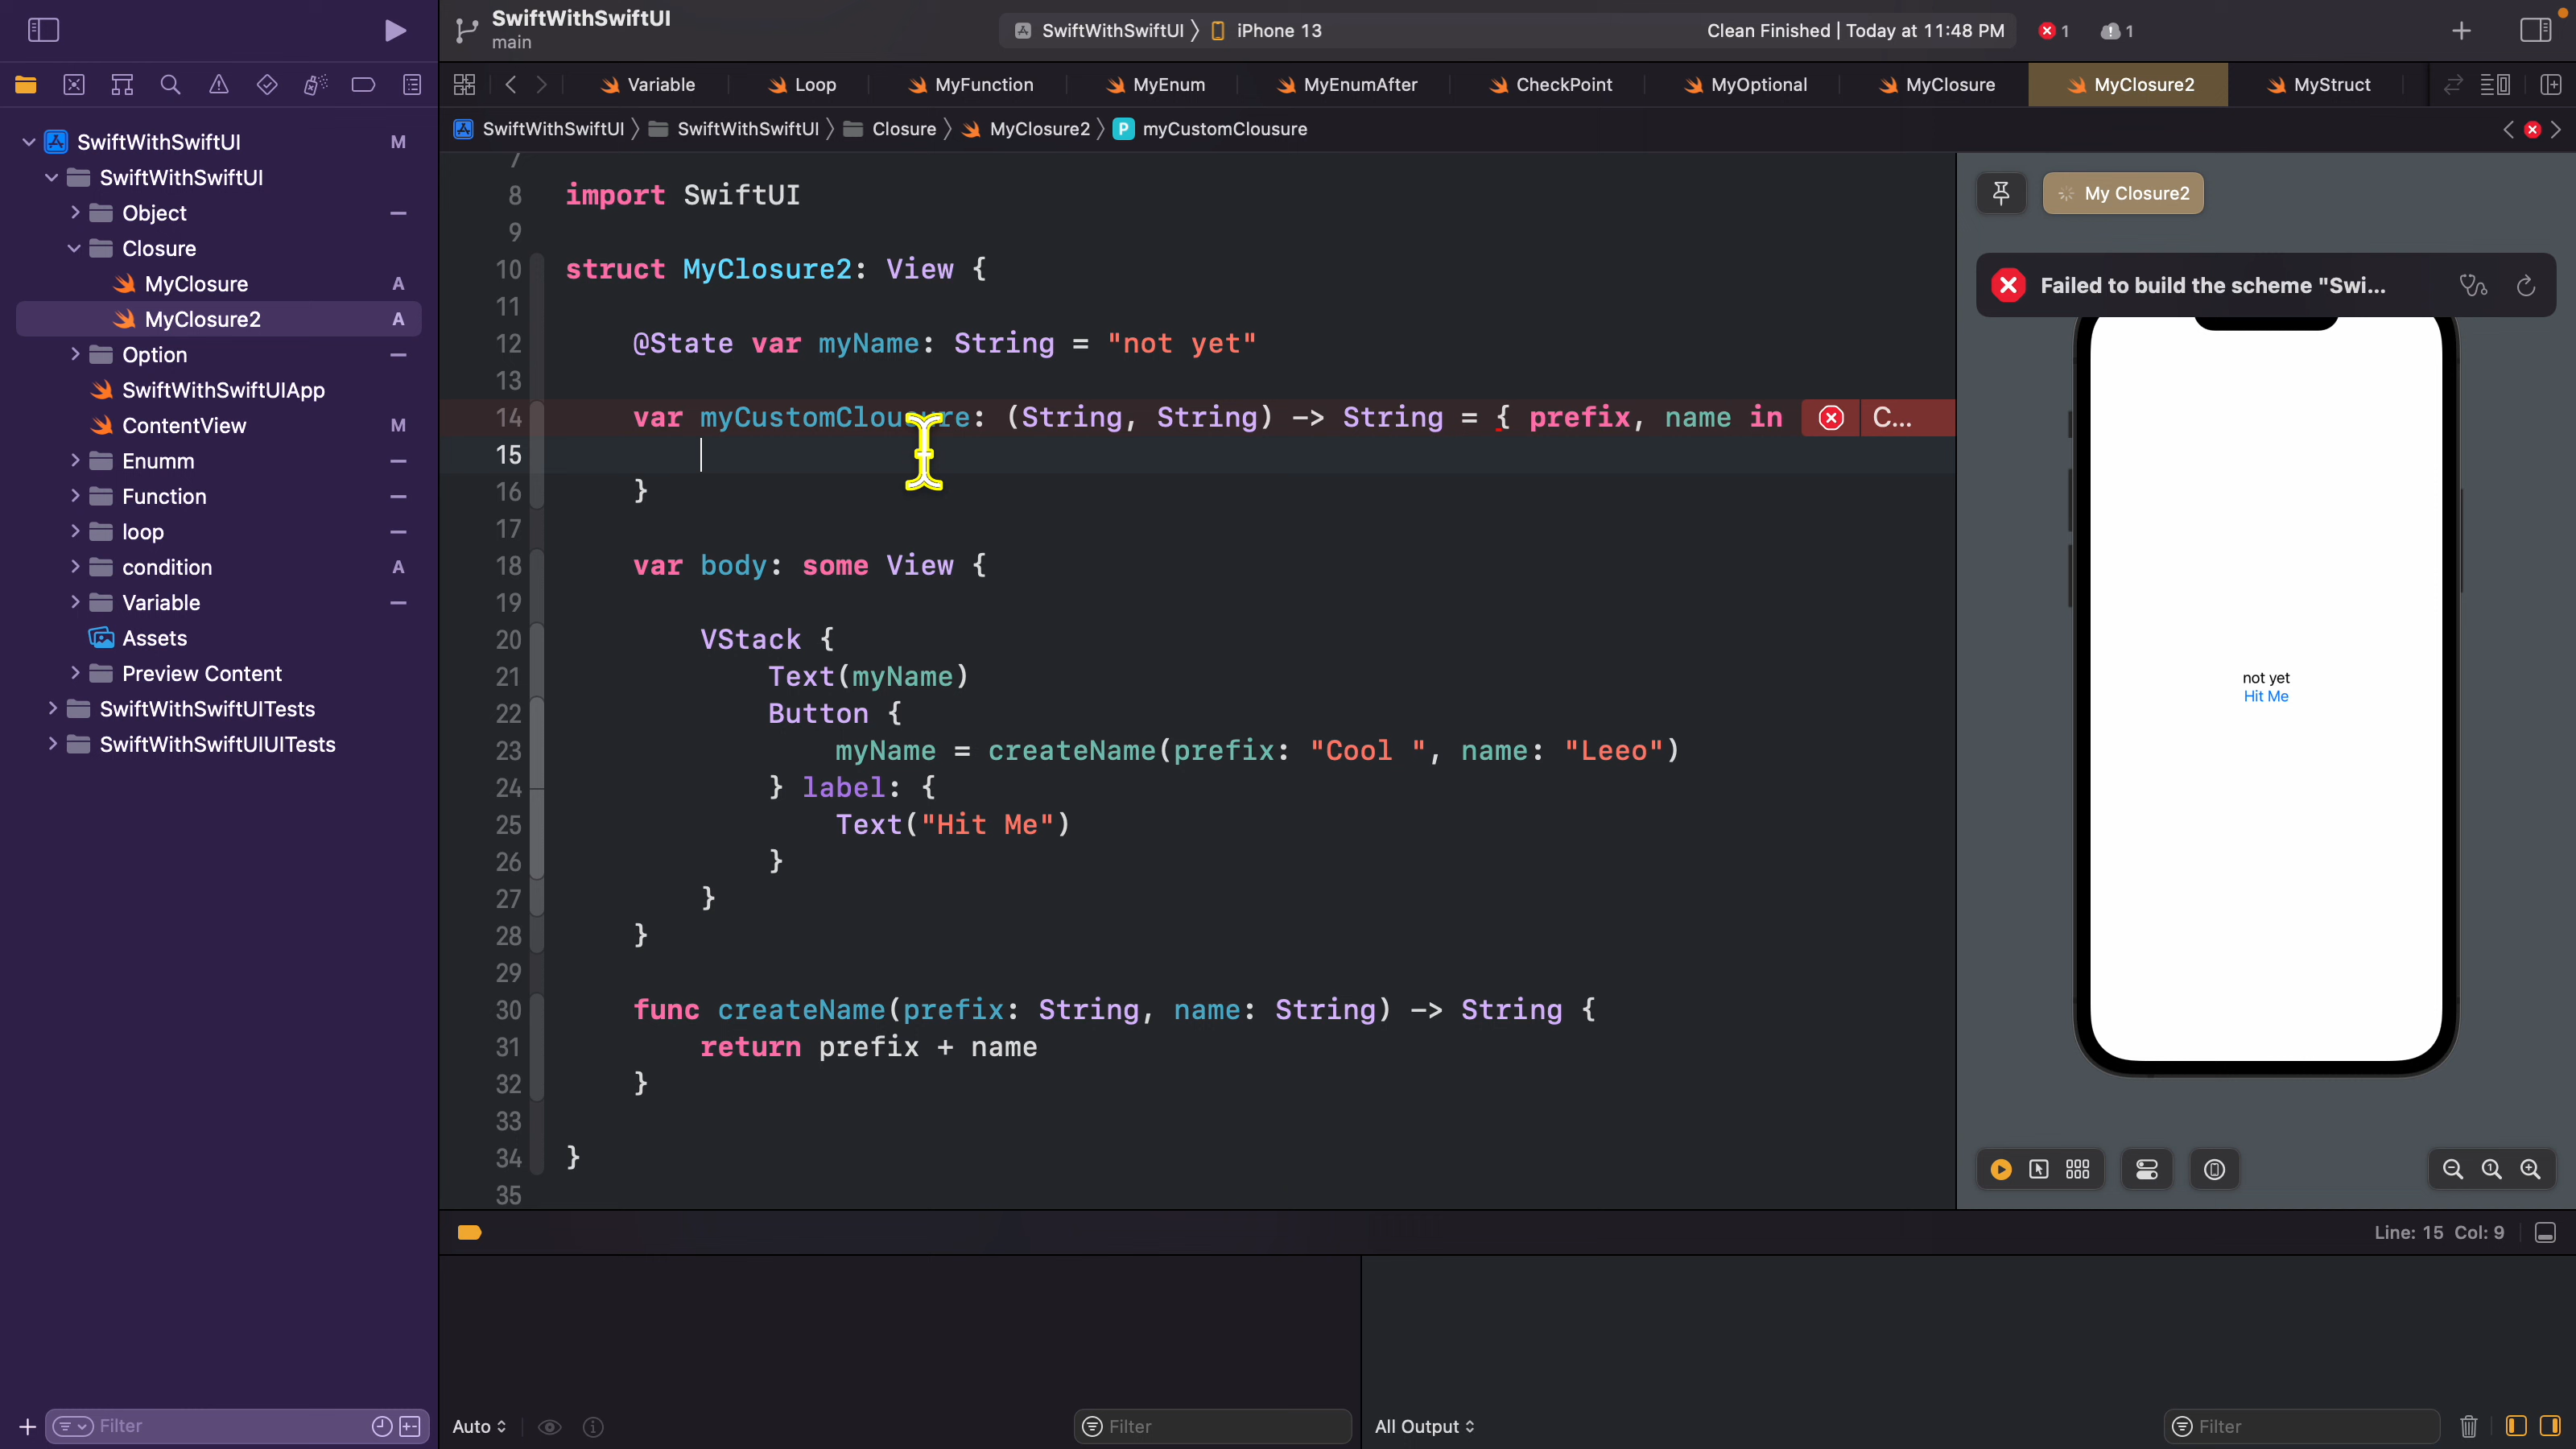 SwiftWithSwiftUI
main
SwiftWithSwiftUI 〉 iPhone 13
Clean Finished | Today at 11:48 PM
1
1
Variable
Loop
MyFunction
MyEnum
MyEnumAfter
CheckPoint
MyOptional
MyClosure
MyClosure2
MyStruct
SwiftWithSwiftUI 〉 SwiftWithSwiftUI 〉 Closure 〉 MyClosure2 〉 P myCustomClousure
SwiftWithSwiftUI M
SwiftWithSwiftUI
Object
Closure
MyClosure A
MyClosure2 A
Option
SwiftWithSwiftUIApp
ContentView M
Enumm
Function
loop
condition A
Variable
Assets
Preview Content
SwiftWithSwiftUITests
SwiftWithSwiftUIUITests
Filter
7
8 import SwiftUI
9
10 struct MyClosure2: View {
11
12 @State var myName: String = "not yet"
13
14 var myCustomClousure: (String, String) -> String = { prefix, name in
C...
15
16 }
17
18 var body: some View {
19
20 VStack {
21 Text(myName)
22 Button {
23 myName = createName(prefix: "Cool ", name: "Leeo")
24 } label: {
25 Text("Hit Me")
26 }
27 }
28 }
29
30 func createName(prefix: String, name: String) -> String {
31 return prefix + name
32 }
33
34 }
35
My Closure2
Failed to build the scheme "Swi...
not yet
Hit Me
Line: 15 Col: 9
Auto
Filter
All Output
Filter